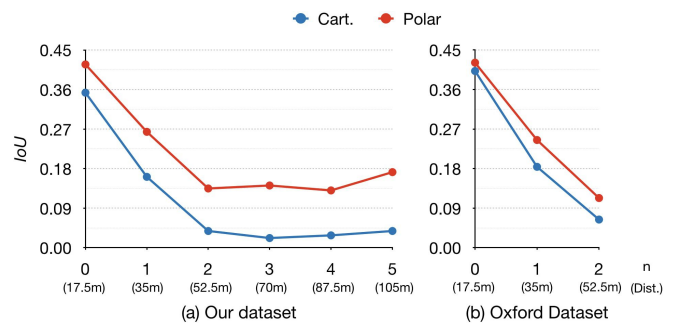 Cart. Polar
0.45 0.45
0.36 0.36
0.27 0.27
IoU
0.18 0.18
0.09 0.09
0.00 0.00
0 1 2 3 4 5 0 1 2 n
(17.5m) (35m) (52.5m) (70m) (87.5m) (105m) (17.5m) (35m) (52.5m) (Dist.)
(a) Our dataset (b) Oxford Dataset